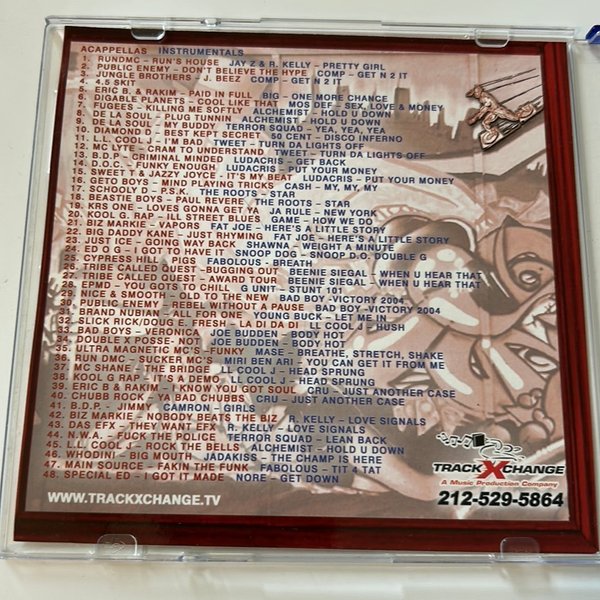 ACAPPELLAS INSTRUMENTALS
1. RUNDMC - RUN'S HOUSE JAY Z & R. KELLY - PRETTY GIRL
2. PUBLIC ENEMY - DON'T BELIEVE THE HYPE COMP - GET N 2 IT
3. JUNGLE BROTHERS - J. BEEZ COMP - GET N 2 IT
4. 4.5 SKIT
5. ERIC B. & RAKIM - PAID IN FULL BIG - ONE MORE CHANCE
6. DIGABLE PLANETS - COOL LIKE THAT MOS DEF - SEX, LOVE & MONEY
7. FUGEES - KILLING ME SOFTLY ALCHEMIST - HOLD U DOWN
8. DE LA SOUL - PLUG TUNNIN ALCHEMIST - HOLD U DOWN
9. DE LA SOUL - MY BUDDY TERROR SQUAD - YEA, YEA, YEA
10. DIAMOND D - BEST KEPT SECRET 50 CENT - DISCO INFERNO
11. L.L. COOL J - I'M BAD TWEET - TURN DA LIGHTS OFF
12. MC LYTE - CRAM TO UNDERSTAND TWEET - TURN DA LIGHTS OFF
13. B.D.P - CRIMINAL MINDED LUDACRIS - GET BACK
14. D.O.C. - FUNKY ENOUGH LUDACRIS - PUT YOUR MONEY
15. SWEET T & JAZZY JOYCE - IT'S MY BEAT LUDACRIS - PUT YOUR MONEY
16. GETO BOYS - MIND PLAYING TRICKS CASH - MY, MY, MY
17. SCHOOLY D - P.S.K. THE ROOTS - STAR
18. BEASTIE BOYS - PAUL REVERE THE ROOTS - STAR
19. KRS ONE - LOVES GONNA GET YA JA RULE - NEW YORK
20. KOOL G. RAP - ILL STREET BLUES GAME - HOW WE DO
21. BIZ MARKIE - VAPORS FAT JOE - HERE'S A LITTLE STORY
22. BIG DADDY KANE - JUST RHYMING FAT JOE - HERE'S A LITTLE STORY
23. JUST ICE - GOING WAY BACK SHAWNA - WEIGHT A MINUTE
24. ED O G - I GOT TO HAVE IT SNOOP DOG - SNOOP D.O. DOUBLE G
25. CYPRESS HILL - PIGS FABOLOUS - BREATH
26. TRIBE CALLED QUEST - BUGGING OUT BEENIE SIEGAL - WHEN U HEAR THAT
27. TRIBE CALLED QUEST - AWARD TOUR BEENIE SIEGAL - WHEN U HEAR THAT
28. EPMD - YOU GOTS TO CHILL G UNIT - STUNT 101
29. NICE & SMOOTH - OLD TO THE NEW BAD BOY - VICTORY 2004
30. PUBLIC ENEMY - REBEL WITHOUT A PAUSE BAD BOY - VICTORY 2004
31. BRAND NUBIAN - ALL FOR ONE YOUNG BUCK - LET ME IN
32. SLICK RICK/DOUG E. FRESH - LA DI DA DI LL COOL J - HUSH
33. BAD BOYS - VERONICA JOE BUDDEN - BODY HOT
34. DOUBLE X POSSE - NOT JOE BUDDEN - BODY HOT
35. ULTRA MAGNETIC MC'S - FUNKY MASE - BREATHE, STRETCH, SHAKE
36. RUN DMC - SUCKER MC'S MIRI BEN ARI - YOU CAN GET IT FROM ME
37. MC SHANE - THE BRIDGE LL COOL J - HEAD SPRUNG
38. KOOL G RAP - IT'S A DEMO LL COOL J - HEAD SPRUNG
39. ERIC B & RAKIM - I KNOW YOU GOT SOUL CRU - JUST ANOTHER CASE
40. CHUBB ROCK - YA BAD CHUBBS CRU - JUST ANOTHER CASE
41. B.D.P. - JIMMY CAMRON - GIRLS
42. BIZ MARKIE - NOBODY BEATS THE BIZ R. KELLY - LOVE SIGNALS
43. DAS EFX - THEY WANT EFX R. KELLY - LOVE SIGNALS
44. N.W.A. - FUCK THE POLICE TERROR SQUAD - LEAN BACK
45. L.L. COOL J - ROCK THE BELLS ALCHEMIST - HOLD U DOWN
46. WHODINI - BIG MOUTH JADAKISS - THE CHAMP IS HERE
47. MAIN SOURCE - FAKIN THE FUNK FABOLOUS - TIT 4 TAT
48. SPECIAL ED - I GOT IT MADE NORE - GET DOWN
TRACKXCHANGE
A Music Production Company
WWW.TRACKXCHANGE.TV
212-529-5864